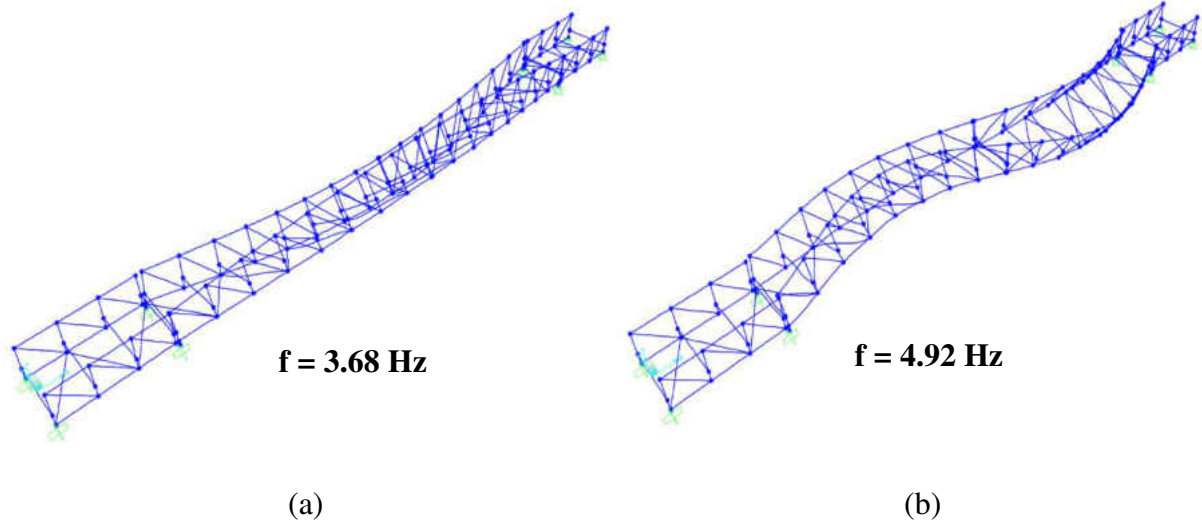 f = 3.68 Hz
f = 4.92 Hz
(a)
(b)